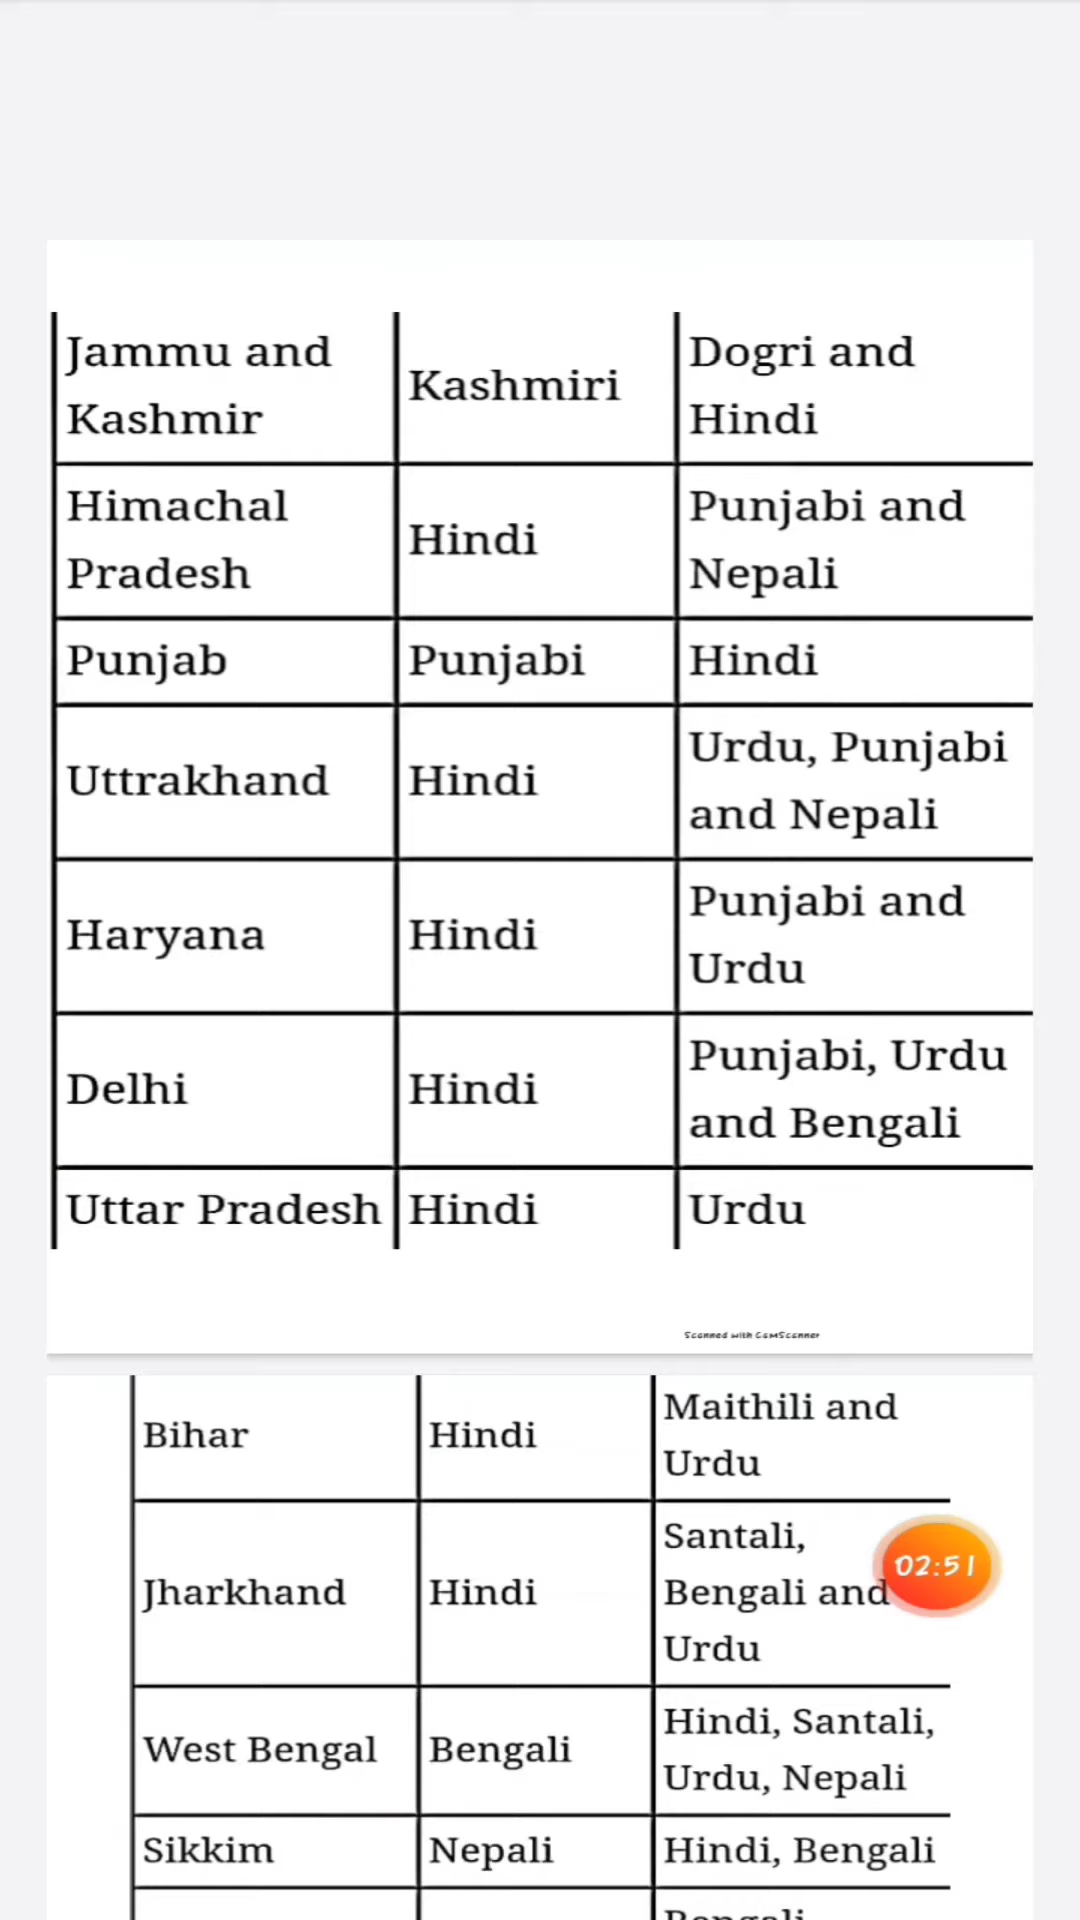 Jammu and
Kashmir
Kashmiri
Dogri and
Hindi
Himachal
Pradesh
Hindi
Punjabi and
Nepali
Punjab
Punjabi
Hindi
Uttrakhand
Hindi
Urdu, Punjabi
and Nepali
Haryana
Hindi
Punjabi and
Urdu
Delhi
Hindi
Punjabi, Urdu
and Bengali
Uttar Pradesh
Hindi
Urdu
Scanned with CamScanner
Bihar
Hindi
Maithili and
Urdu
Jharkhand
Hindi
Santali,
Bengali and
Urdu
02:51
West Bengal
Bengali
Hindi, Santali,
Urdu, Nepali
Sikkim
Nepali
Hindi, Bengali